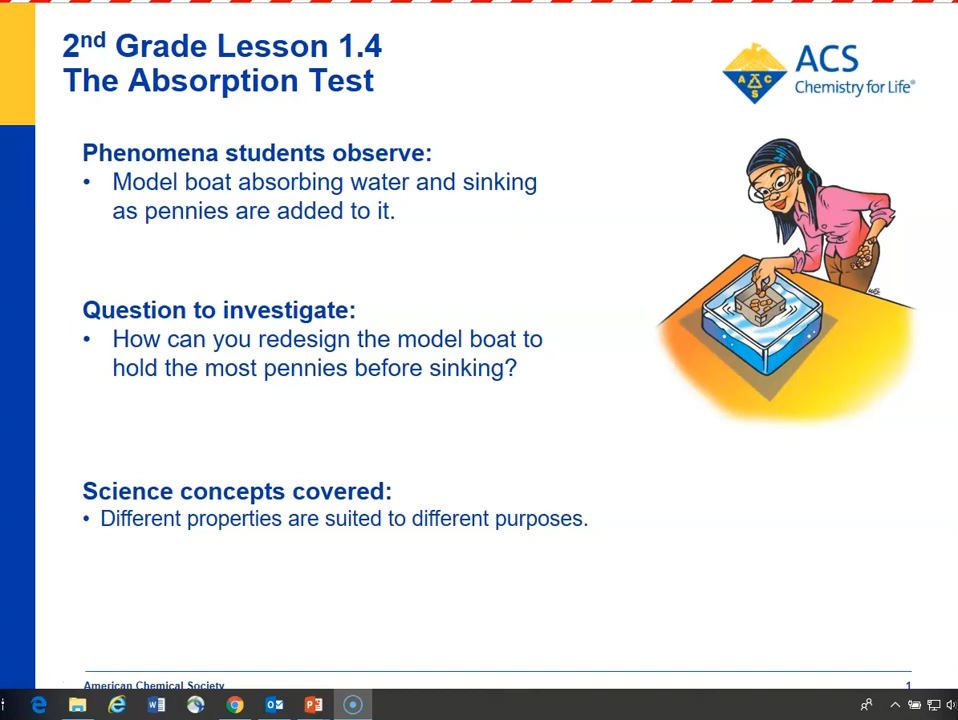 2nd Grade Lesson 1.4
The Absorption Test
ACS
Chemistry for Life®
A C S
Phenomena students observe:
• Model boat absorbing water and sinking
as pennies are added to it.
Question to investigate:
• How can you redesign the model boat to
hold the most pennies before sinking?
Science concepts covered:
• Different properties are suited to different purposes.
American Chemical Society
1